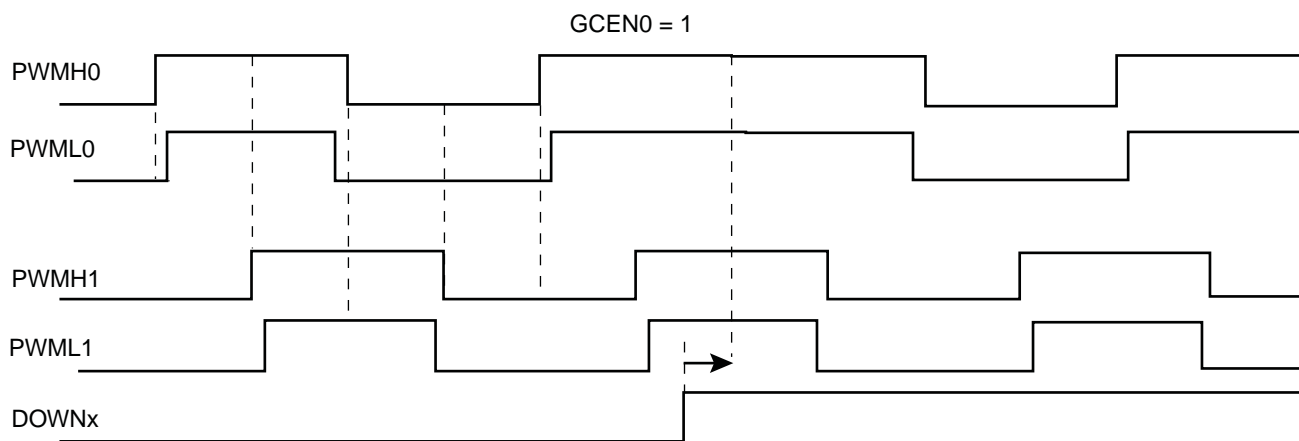 GCEN0 = 1
PWMH0
PWML0
PWMH1
PWML1
DOWNx